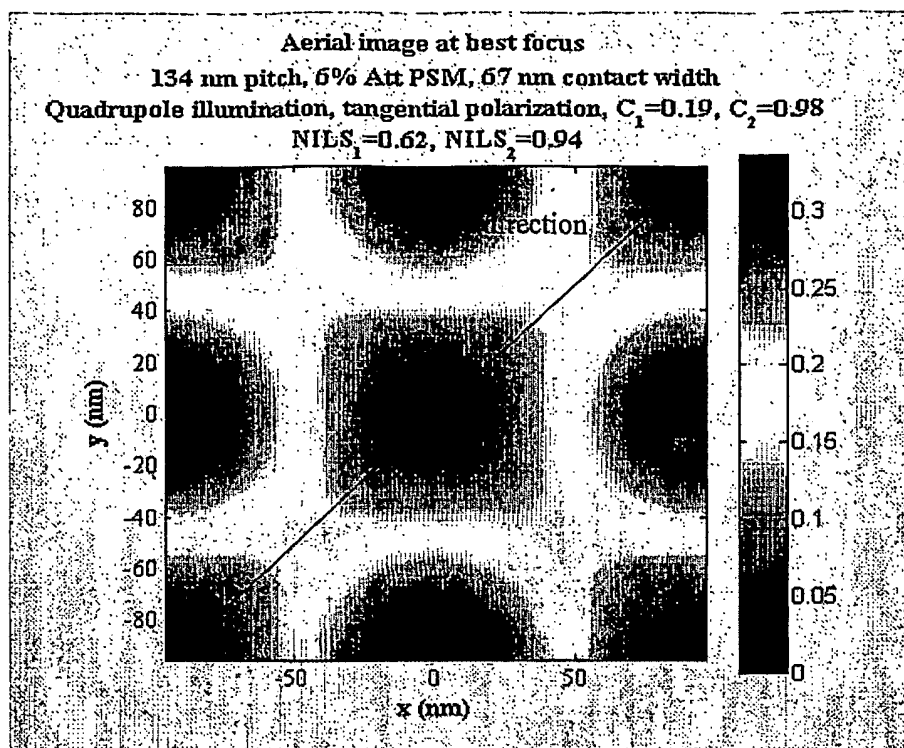 Aerial image at best focus
134 nm pitch, 6% Att PSM, 67 nm contact width
Quadrupole illumination, tangential polarization, C₁=0.19, C₂=0.98
NILS₁=0.62, NILS₂=0.94
80
60
40
20
0
-20
-40
-60
-80
y (nm)
irection
0.3
0.25
0.2
0.15
0.1
0.05
0
50
0
50
x (nm)